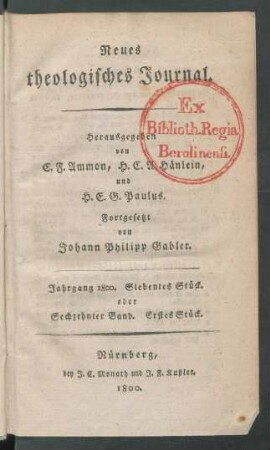 Neues
theologisches Journal.
Herausgegeben
von
C. F. Ammon, H. C. A. Hänlein,
und
H. E. G. Paulus.
Fortgesetzt
von
Johann Philipp Gabler.
Ex
Biblioth. Regia
Berolinensi.
Jahrgang 1800. Siebentes Stück.
oder
Sechzehnter Band. Erstes Stück.
Nürnberg,
bey J. C. Monath und J. F. Kußler.
1800.